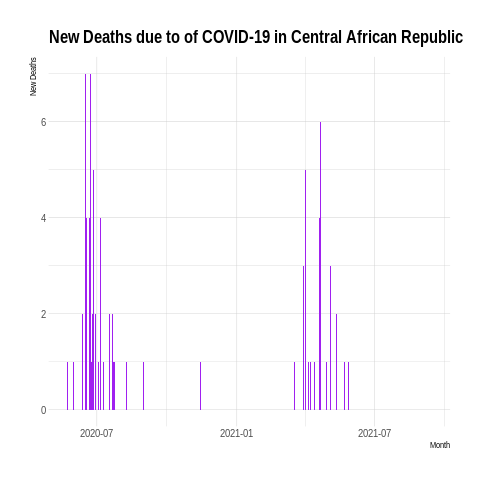 New Deaths due to of COVID-19 in Central African Republic
New Deaths
6
4
2
0
2020-07
2021-01
2021-07
Month